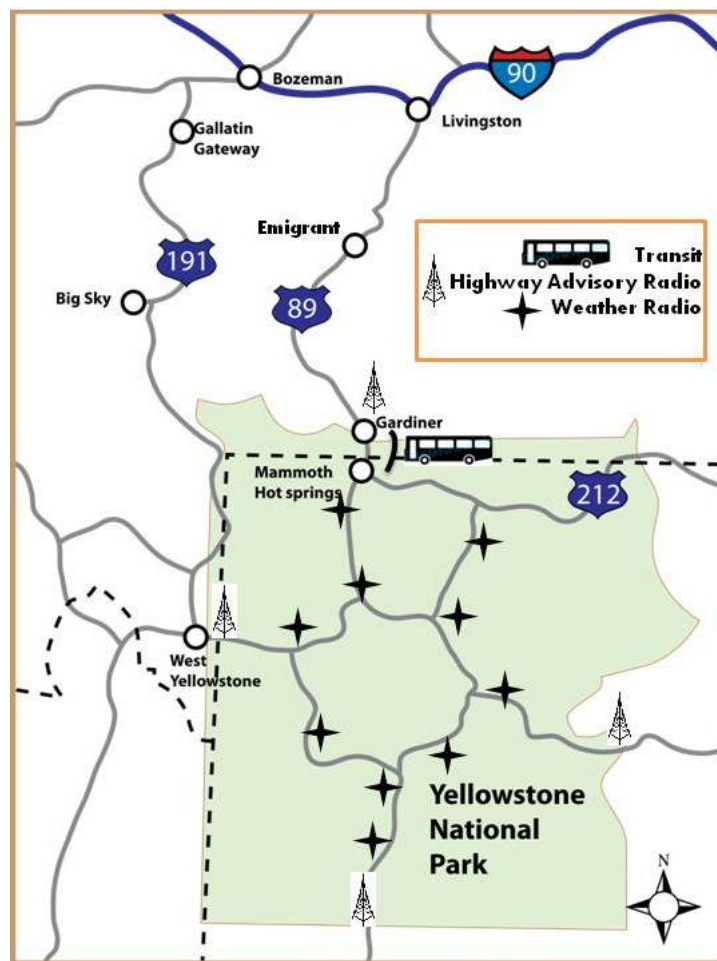 90
Bozeman
Livingston
Gallatin
Gateway
Emigrant
191
Transit
Highway Advisory Radio
Weather Radio
Big Sky
89
Gardiner
Mammoth
Hot springs
212
West
Yellowstone
Yellowstone
National
Park
N